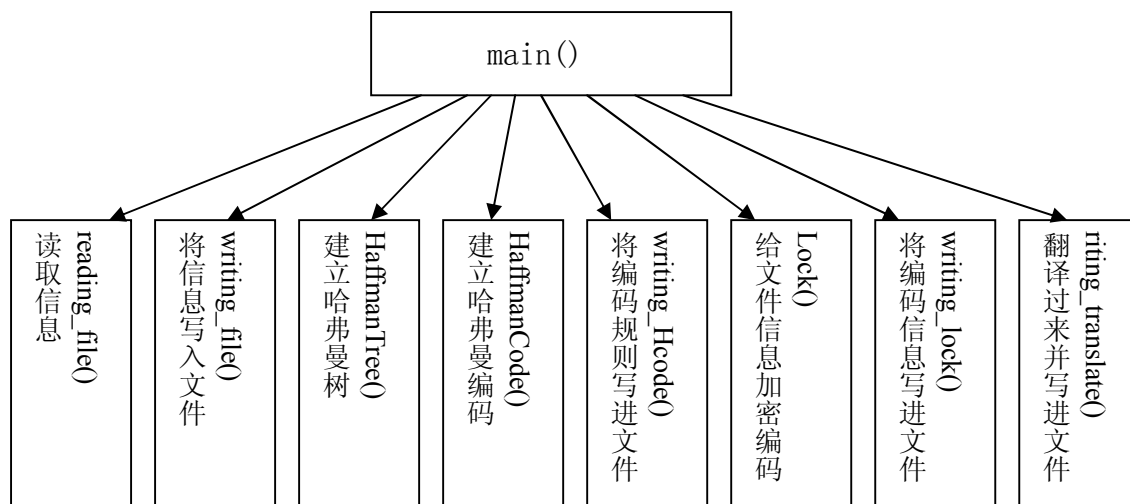 main()
reading_file()
读取信息
writing_file()
将信息写入文件
HaffmanTree()
建立哈弗曼树
HaffmanCode()
建立哈弗曼编码
writing_Hcode()
将编码规则写进文件
Lock()
给文件信息加密编码
writing_lock()
将编码信息写进文件
riting_translate()
翻译过来并写进文件